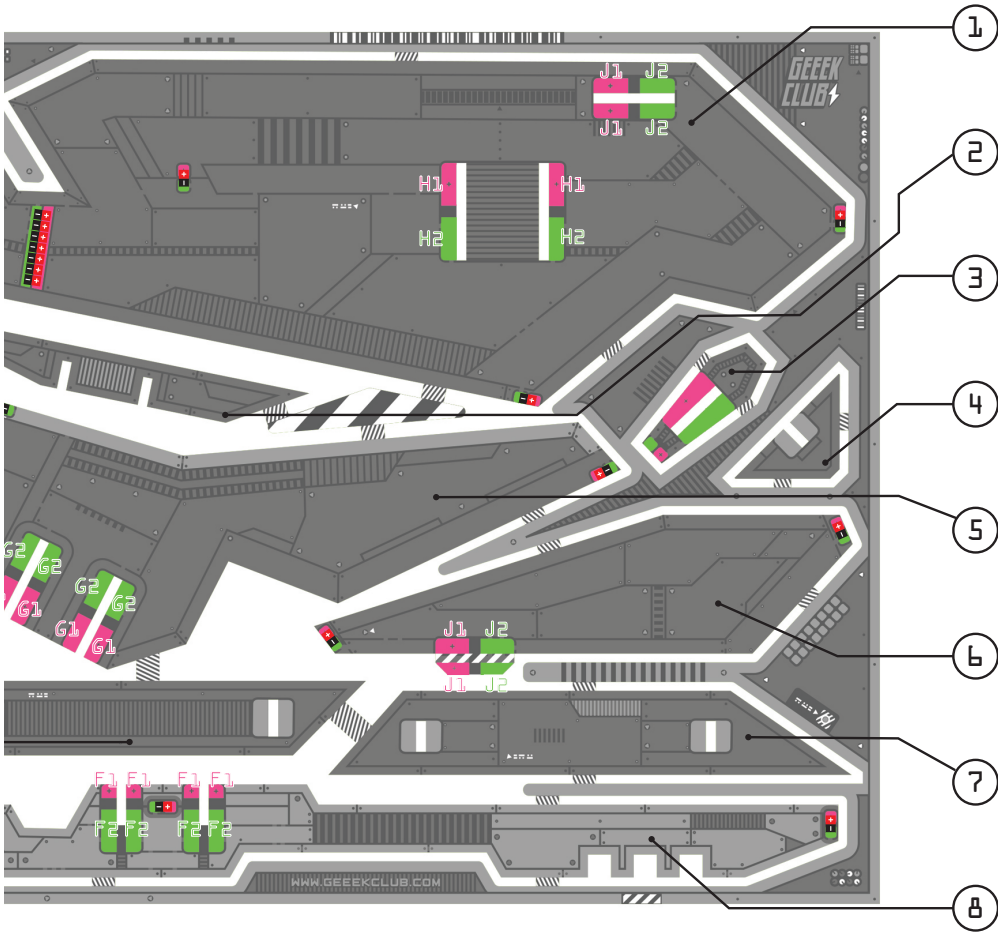 1
GEEEK
CLUB
J1 J2
J1 J2
2
H1 H1
H2 H2
3
4
5
G2
G2
G2
G2
G1
G1
G1
6
J1 J2
J1 J2
7
F1 F1 F1 F1
F2 F2 F2 F2
8
WWW.GEEEKCLUB.COM